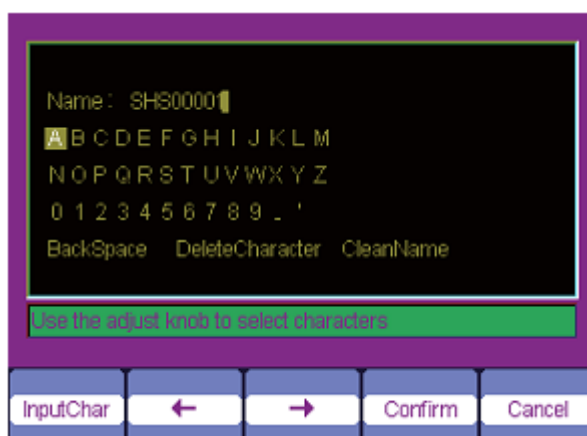 Name: SHS00001
A B C D E F G H I J K L M
N O P Q R S T U V W X Y Z
0 1 2 3 4 5 6 7 8 9 _ '
BackSpace DeleteCharacter CleanName
Use the adjust knob to select characters
InputChar ← → Confirm Cancel